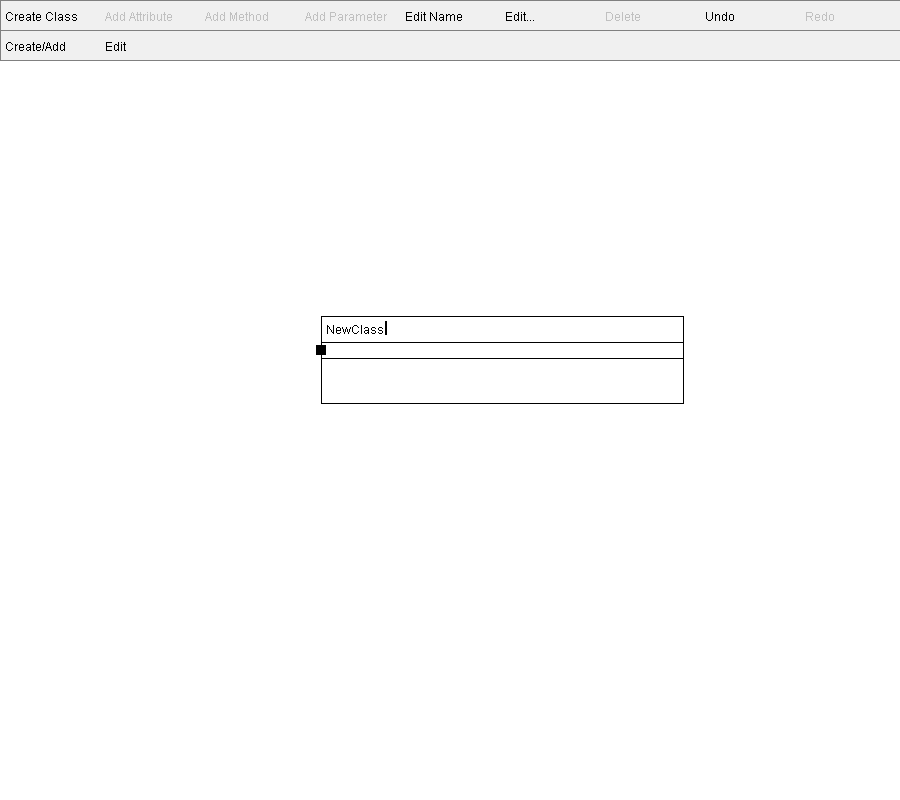 Create Class Add Attribute Add Method Add Parameter Edit Name Edit... Delete Undo Redo
Create/Add Edit
NewClass